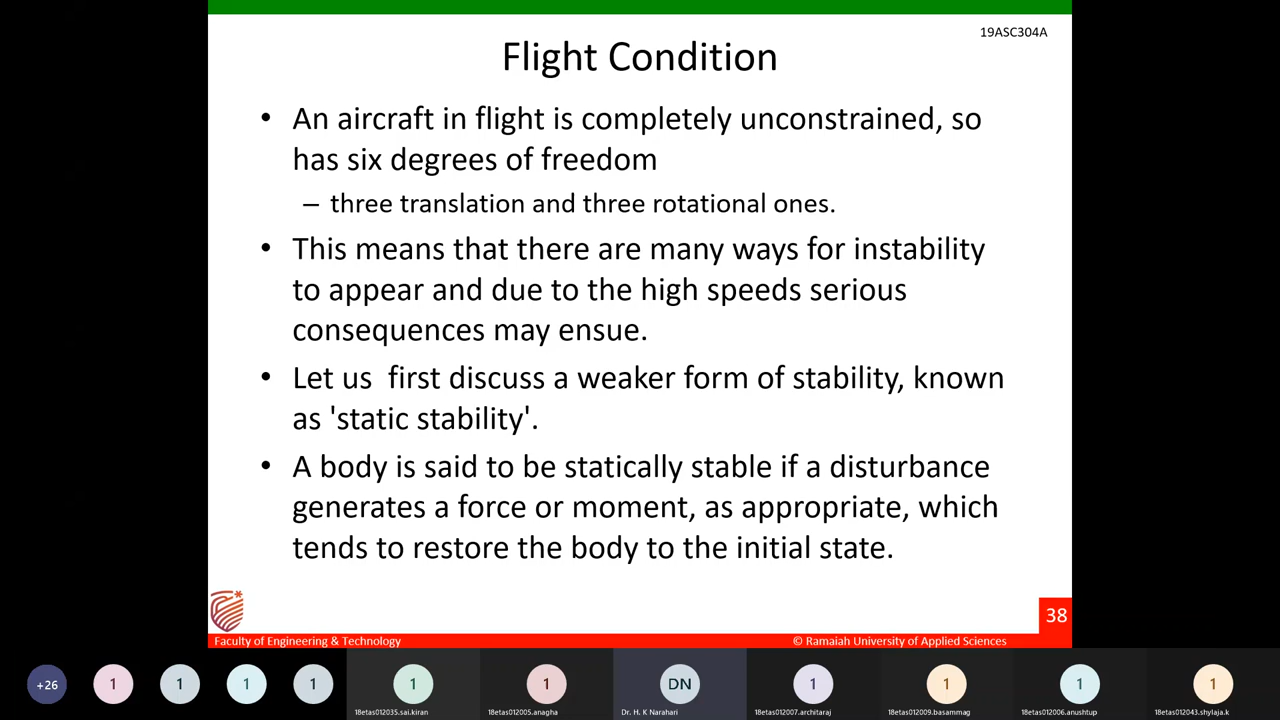 19ASC304A
Flight Condition
• An aircraft in flight is completely unconstrained, so
has six degrees of freedom
– three translation and three rotational ones.
• This means that there are many ways for instability
to appear and due to the high speeds serious
consequences may ensue.
• Let us first discuss a weaker form of stability, known
as 'static stability'.
• A body is said to be statically stable if a disturbance
generates a force or moment, as appropriate, which
tends to restore the body to the initial state.
38
Faculty of Engineering & Technology
© Ramaiah University of Applied Sciences
+26
1
1
1
1
1
1
DN
1
1
1
1
18etas012035.sai.kiran
18etas012005.anagha
Dr. H. K Narahari
18etas012007.architaraj
18etas012009.basammag
18etas012006.anushtup
18etas012043.shylaja.k